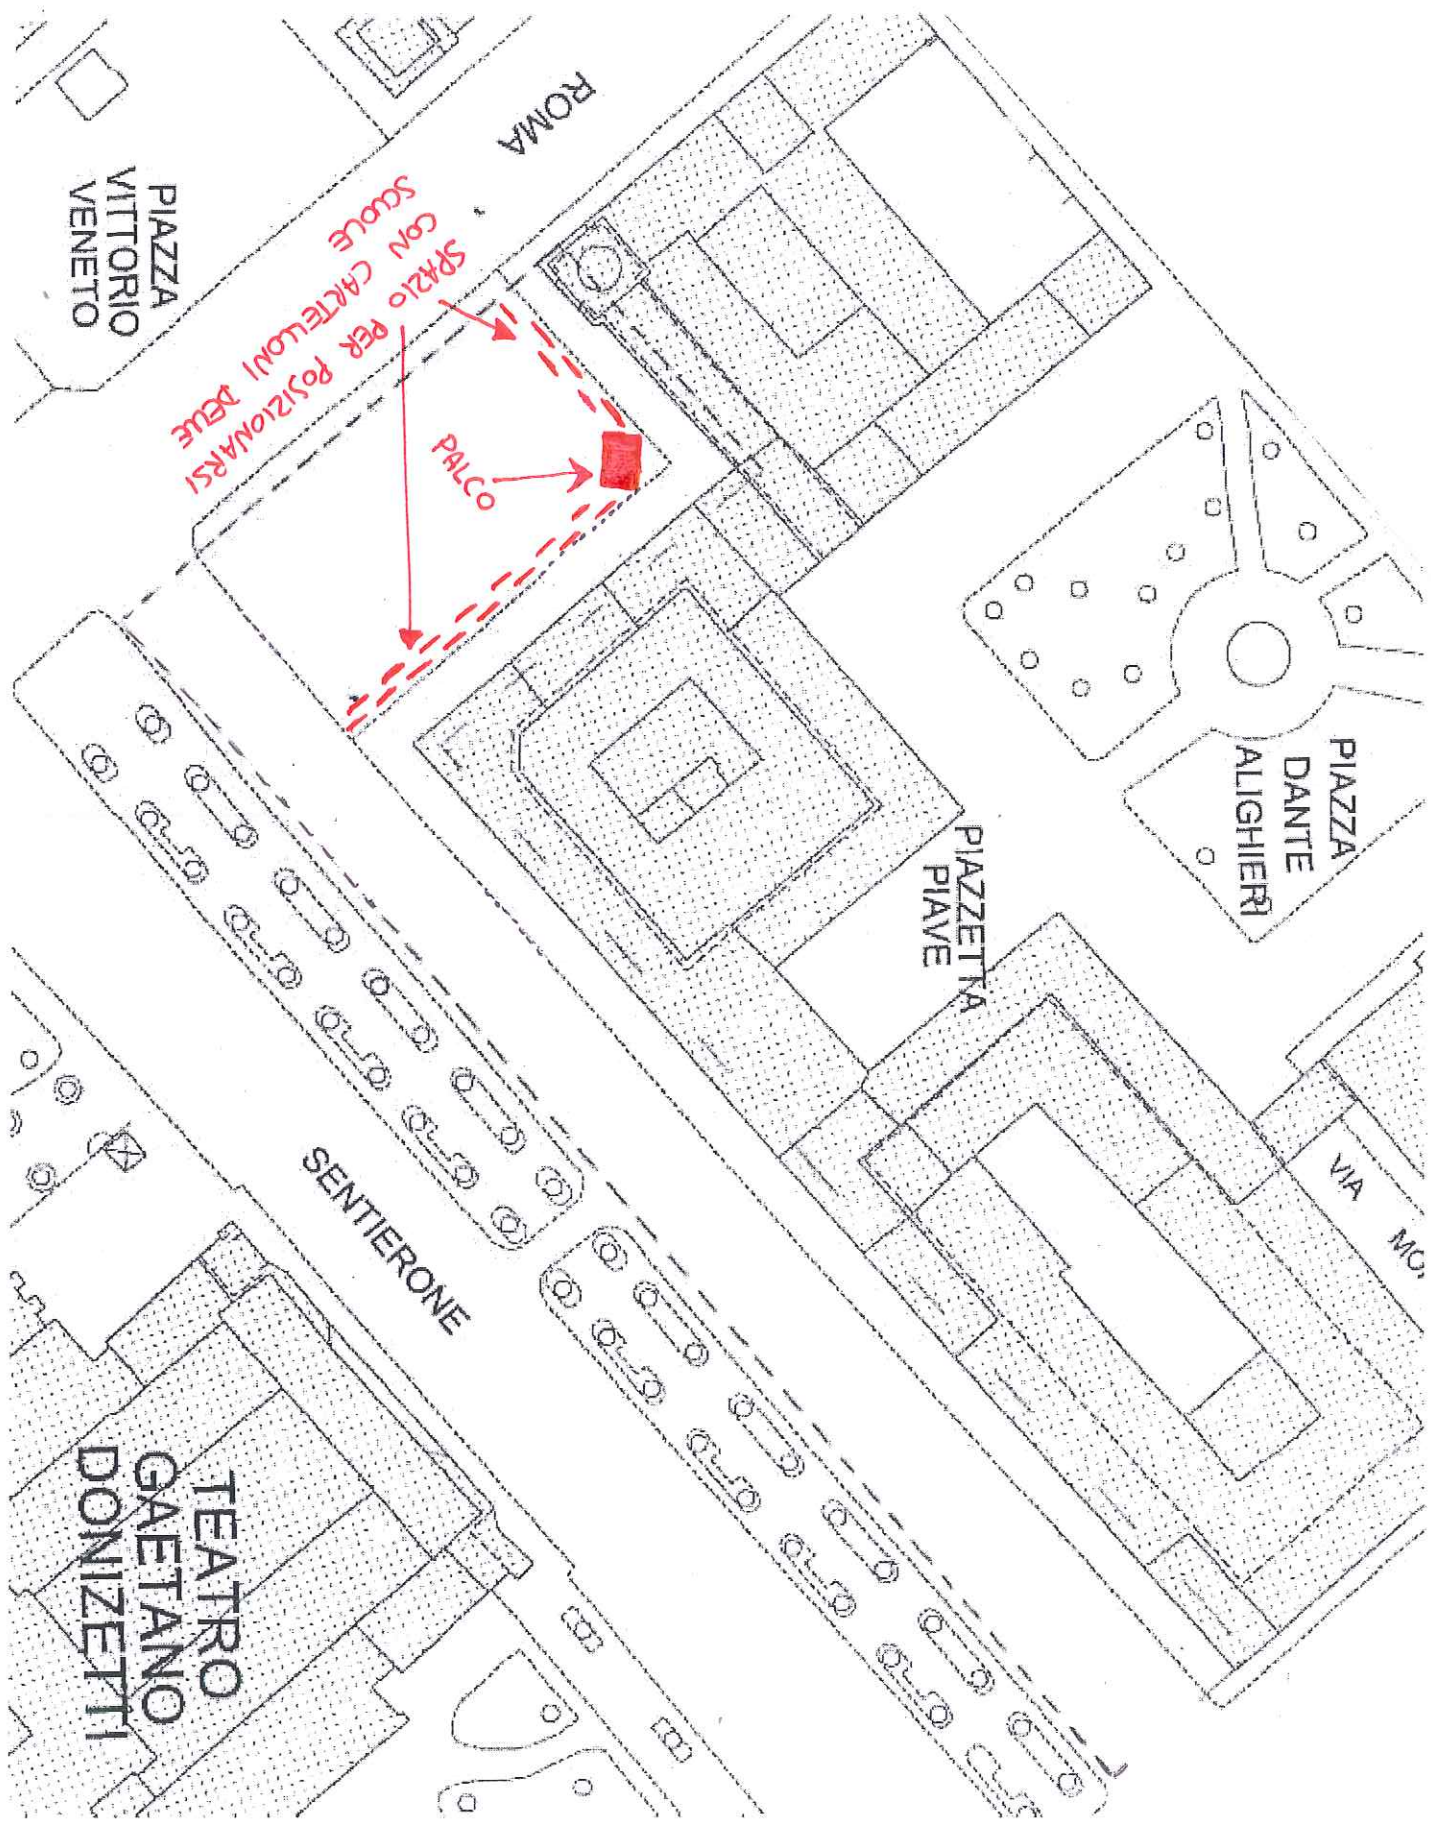 ROMA
PIAZZA
VITTORIO
VENETO
SPAZIO PER POSIZIONARSI
CON CARTELLONI DELLE
SCUOLE
PALCO
PIAZZA
DANTE
ALIGHIERI
PIAZZETTA
PIAVE
VIA MO.
SENTIERONE
TEATRO
GAETANO
DONIZETTI